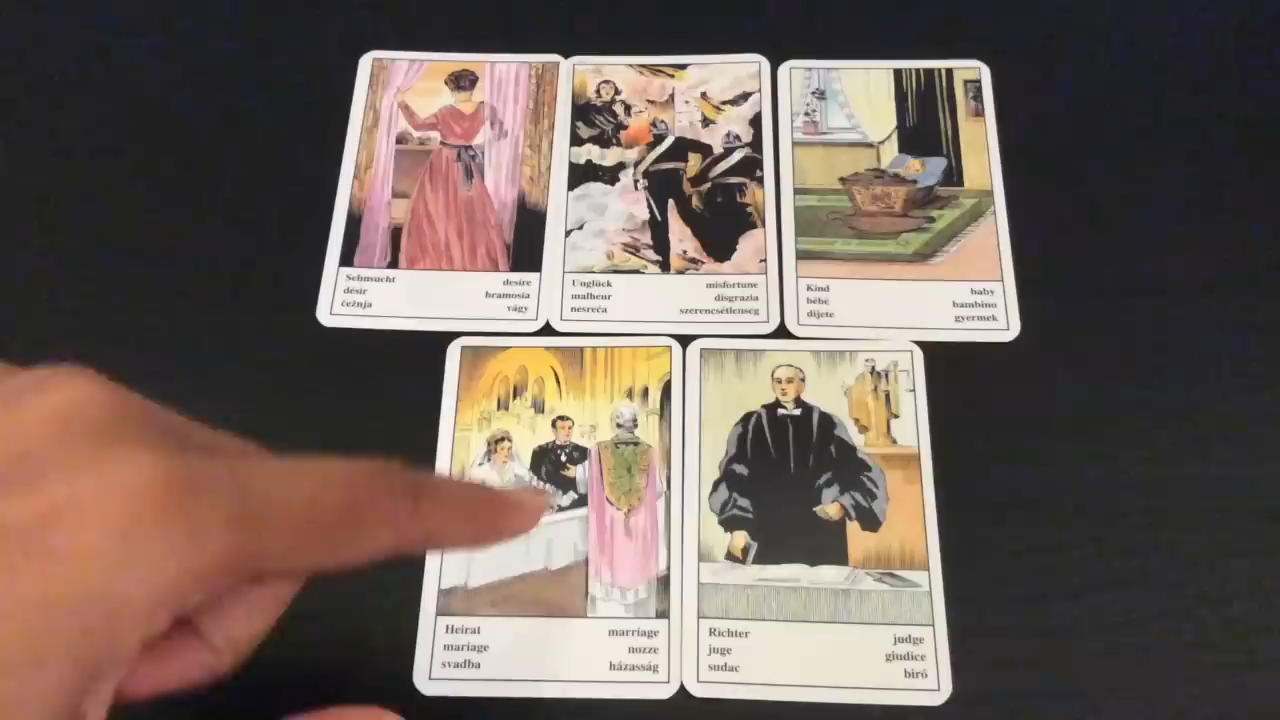 Sehnsucht desire
désir bramosia
čežnja vágy
Unglück misfortune
malheur disgrazia
nesreća szerencsétlenség
Kind baby
bébé bambino
dijete gyermek
Heirat marriage
mariage nozze
svadba házasság
Richter judge
juge giudice
sudac biró